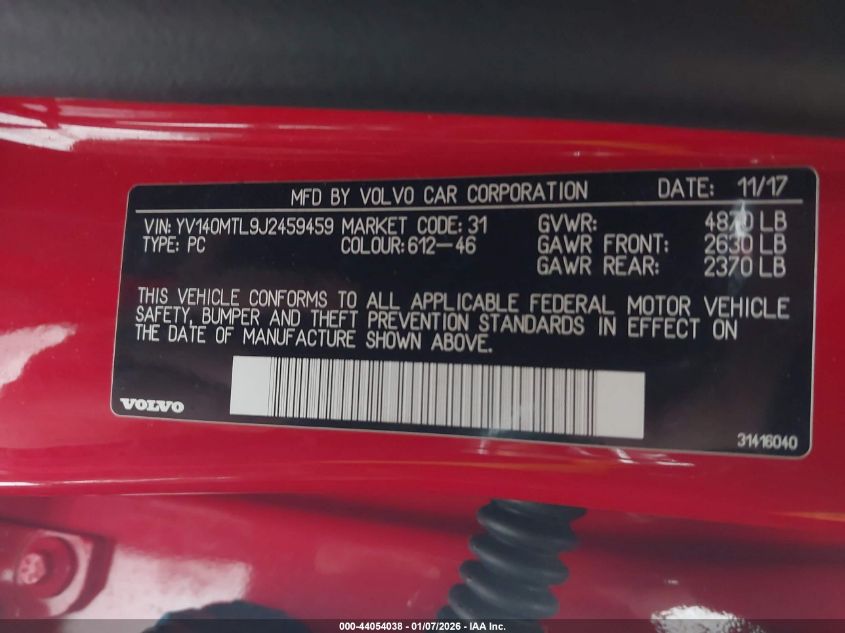 MFD BY VOLVO CAR CORPORATION DATE: 11/17
VIN: YV140MTL9J2459459 MARKET CODE: 31 GVWR: 4870 LB
TYPE: PC COLOUR: 612-46 GAWR FRONT: 2630 LB
GAWR REAR: 2370 LB
THIS VEHICLE CONFORMS TO ALL APPLICABLE FEDERAL MOTOR VEHICLE
SAFETY, BUMPER AND THEFT PREVENTION STANDARDS IN EFFECT ON
THE DATE OF MANUFACTURE SHOWN ABOVE.
VOLVO
31416040
000-44054038 - 01/07/2026 - IAA Inc.